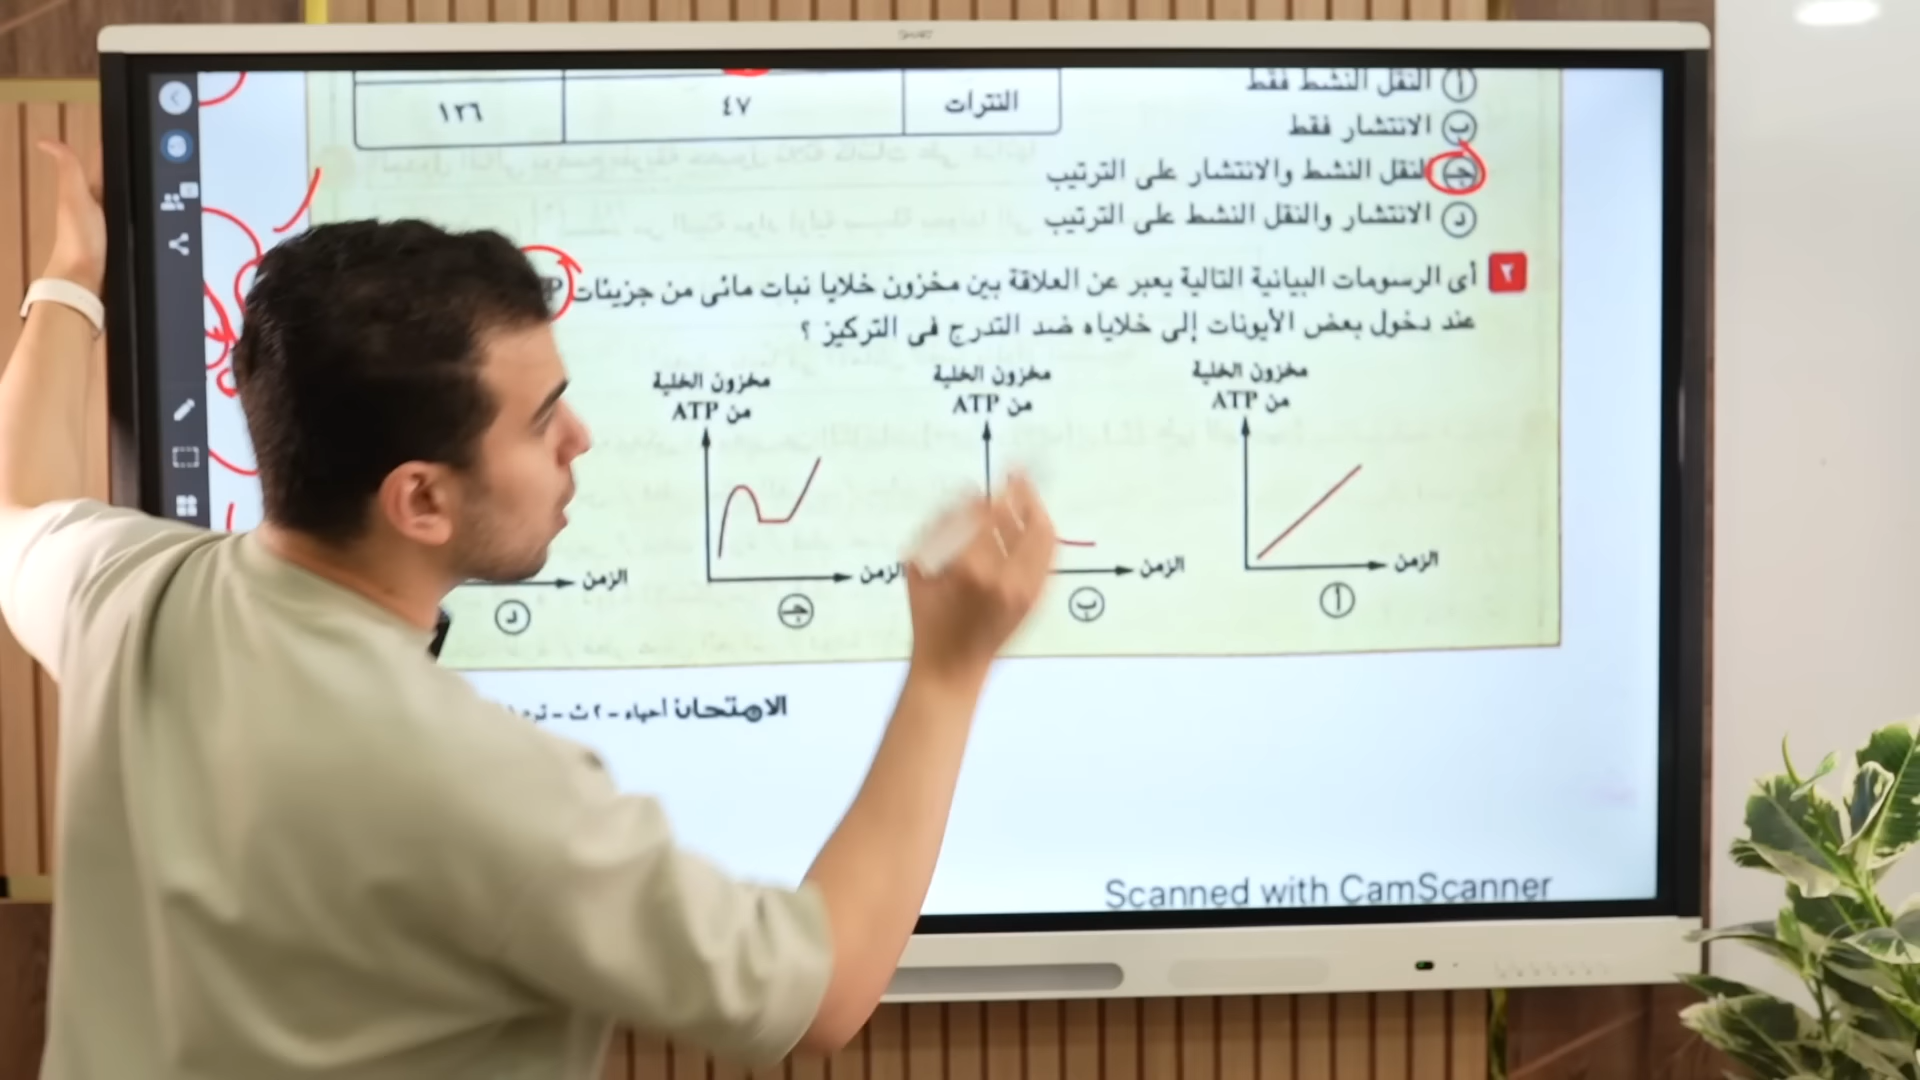 SMART
النترات ٤٧ ١٢٦
أ النقل النشط فقط
ب الانتشار فقط
ج النقل النشط والانتشار على الترتيب
د الانتشار والنقل النشط على الترتيب
٢ أى الرسومات البيانية التالية يعبر عن العلاقة بين مخزون خلايا نبات مائى من جزيئات P
عند دخول بعض الأيونات إلى خلاياه ضد التدرج فى التركيز ؟
مخزون الخلية من ATP
الزمن
أ
مخزون الخلية من ATP
الزمن
ب
مخزون الخلية من ATP
الزمن
ج
الزمن
د
الامتحان أحياء - ٢ ث -
Scanned with CamScanner